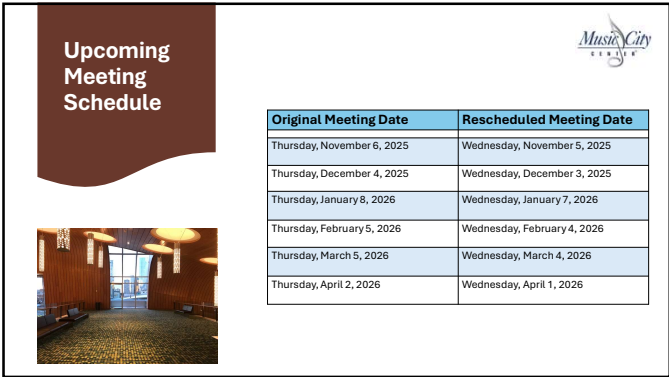 Upcoming
Meeting
Schedule
Music City
CENTER
Original Meeting Date Rescheduled Meeting Date
Thursday, November 6, 2025 Wednesday, November 5, 2025
Thursday, December 4, 2025 Wednesday, December 3, 2025
Thursday, January 8, 2026 Wednesday, January 7, 2026
Thursday, February 5, 2026 Wednesday, February 4, 2026
Thursday, March 5, 2026 Wednesday, March 4, 2026
Thursday, April 2, 2026 Wednesday, April 1, 2026